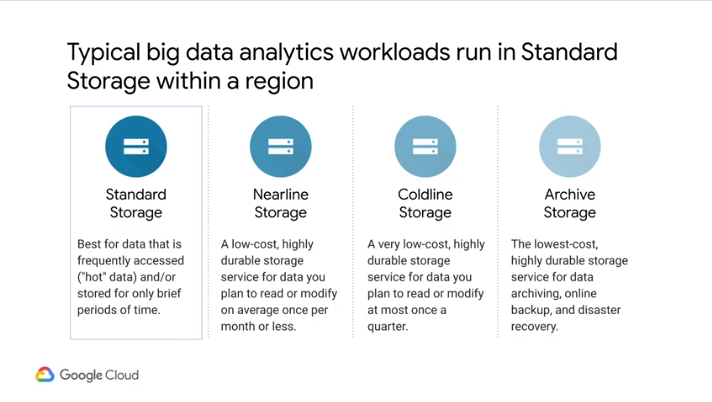 Typical big data analytics workloads run in Standard
Storage within a region
Standard
Storage
Best for data that is
frequently accessed
("hot" data) and/or
stored for only brief
periods of time.
Nearline
Storage
A low-cost, highly
durable storage
service for data you
plan to read or modify
on average once per
month or less.
Coldline
Storage
A very low-cost, highly
durable storage
service for data you
plan to read or modify
at most once a
quarter.
Archive
Storage
The lowest-cost,
highly durable storage
service for data
archiving, online
backup, and disaster
recovery.
Google Cloud